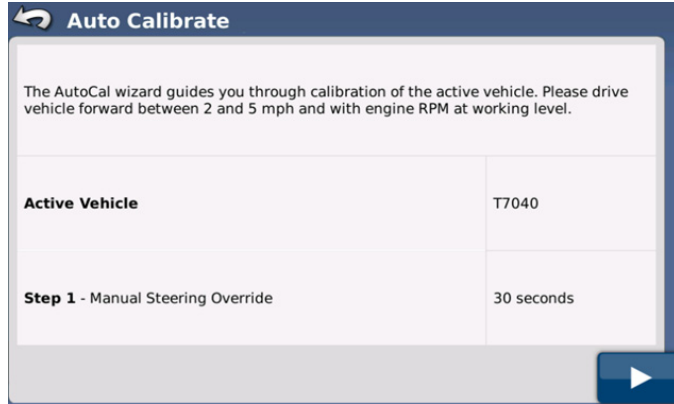 Auto Calibrate
The AutoCal wizard guides you through calibration of the active vehicle. Please drive
vehicle forward between 2 and 5 mph and with engine RPM at working level.
Active Vehicle T7040
Step 1 - Manual Steering Override 30 seconds